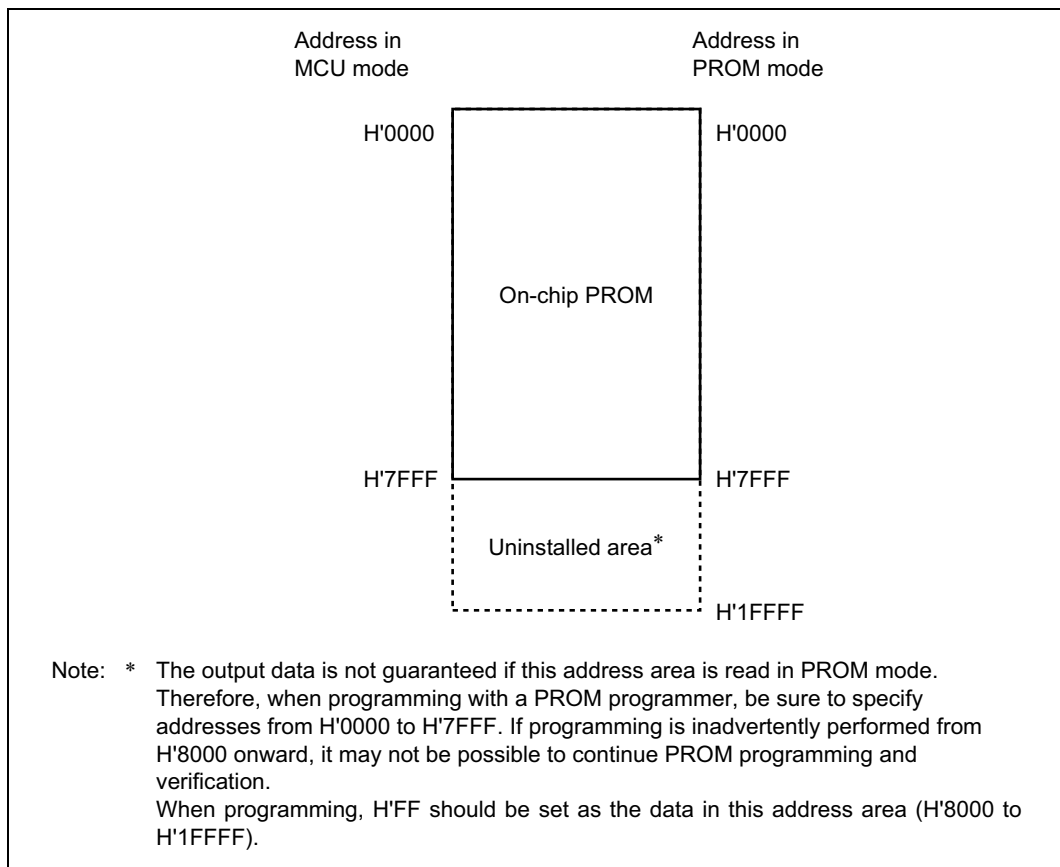 Address in
MCU mode
Address in
PROM mode
H'0000
H'0000
On-chip PROM
H'7FFF
H'7FFF
Uninstalled area*
H'1FFFF
Note: * The output data is not guaranteed if this address area is read in PROM mode.
Therefore, when programming with a PROM programmer, be sure to specify
addresses from H'0000 to H'7FFF. If programming is inadvertently performed from
H'8000 onward, it may not be possible to continue PROM programming and
verification.
When programming, H'FF should be set as the data in this address area (H'8000 to
H'1FFFF).